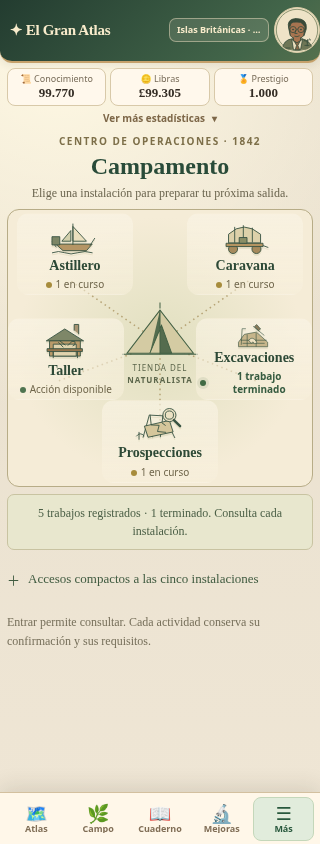 ✦ El Gran Atlas
Islas Británicas · ...
📜 Conocimiento
99.770
🪙 Libras
£99.305
🏅 Prestigio
1.000
Ver más estadísticas ▾
CENTRO DE OPERACIONES · 1842
Campamento
Elige una instalación para preparar tu próxima salida.
Astillero
1 en curso
Caravana
1 en curso
Taller
Acción disponible
TIENDA DEL
NATURALISTA
Excavaciones
1 trabajo
terminado
Prospecciones
1 en curso
5 trabajos registrados · 1 terminado. Consulta cada
instalación.
+ Accesos compactos a las cinco instalaciones
Entrar permite consultar. Cada actividad conserva su
confirmación y sus requisitos.
Atlas
Campo
Cuaderno
Mejoras
Más